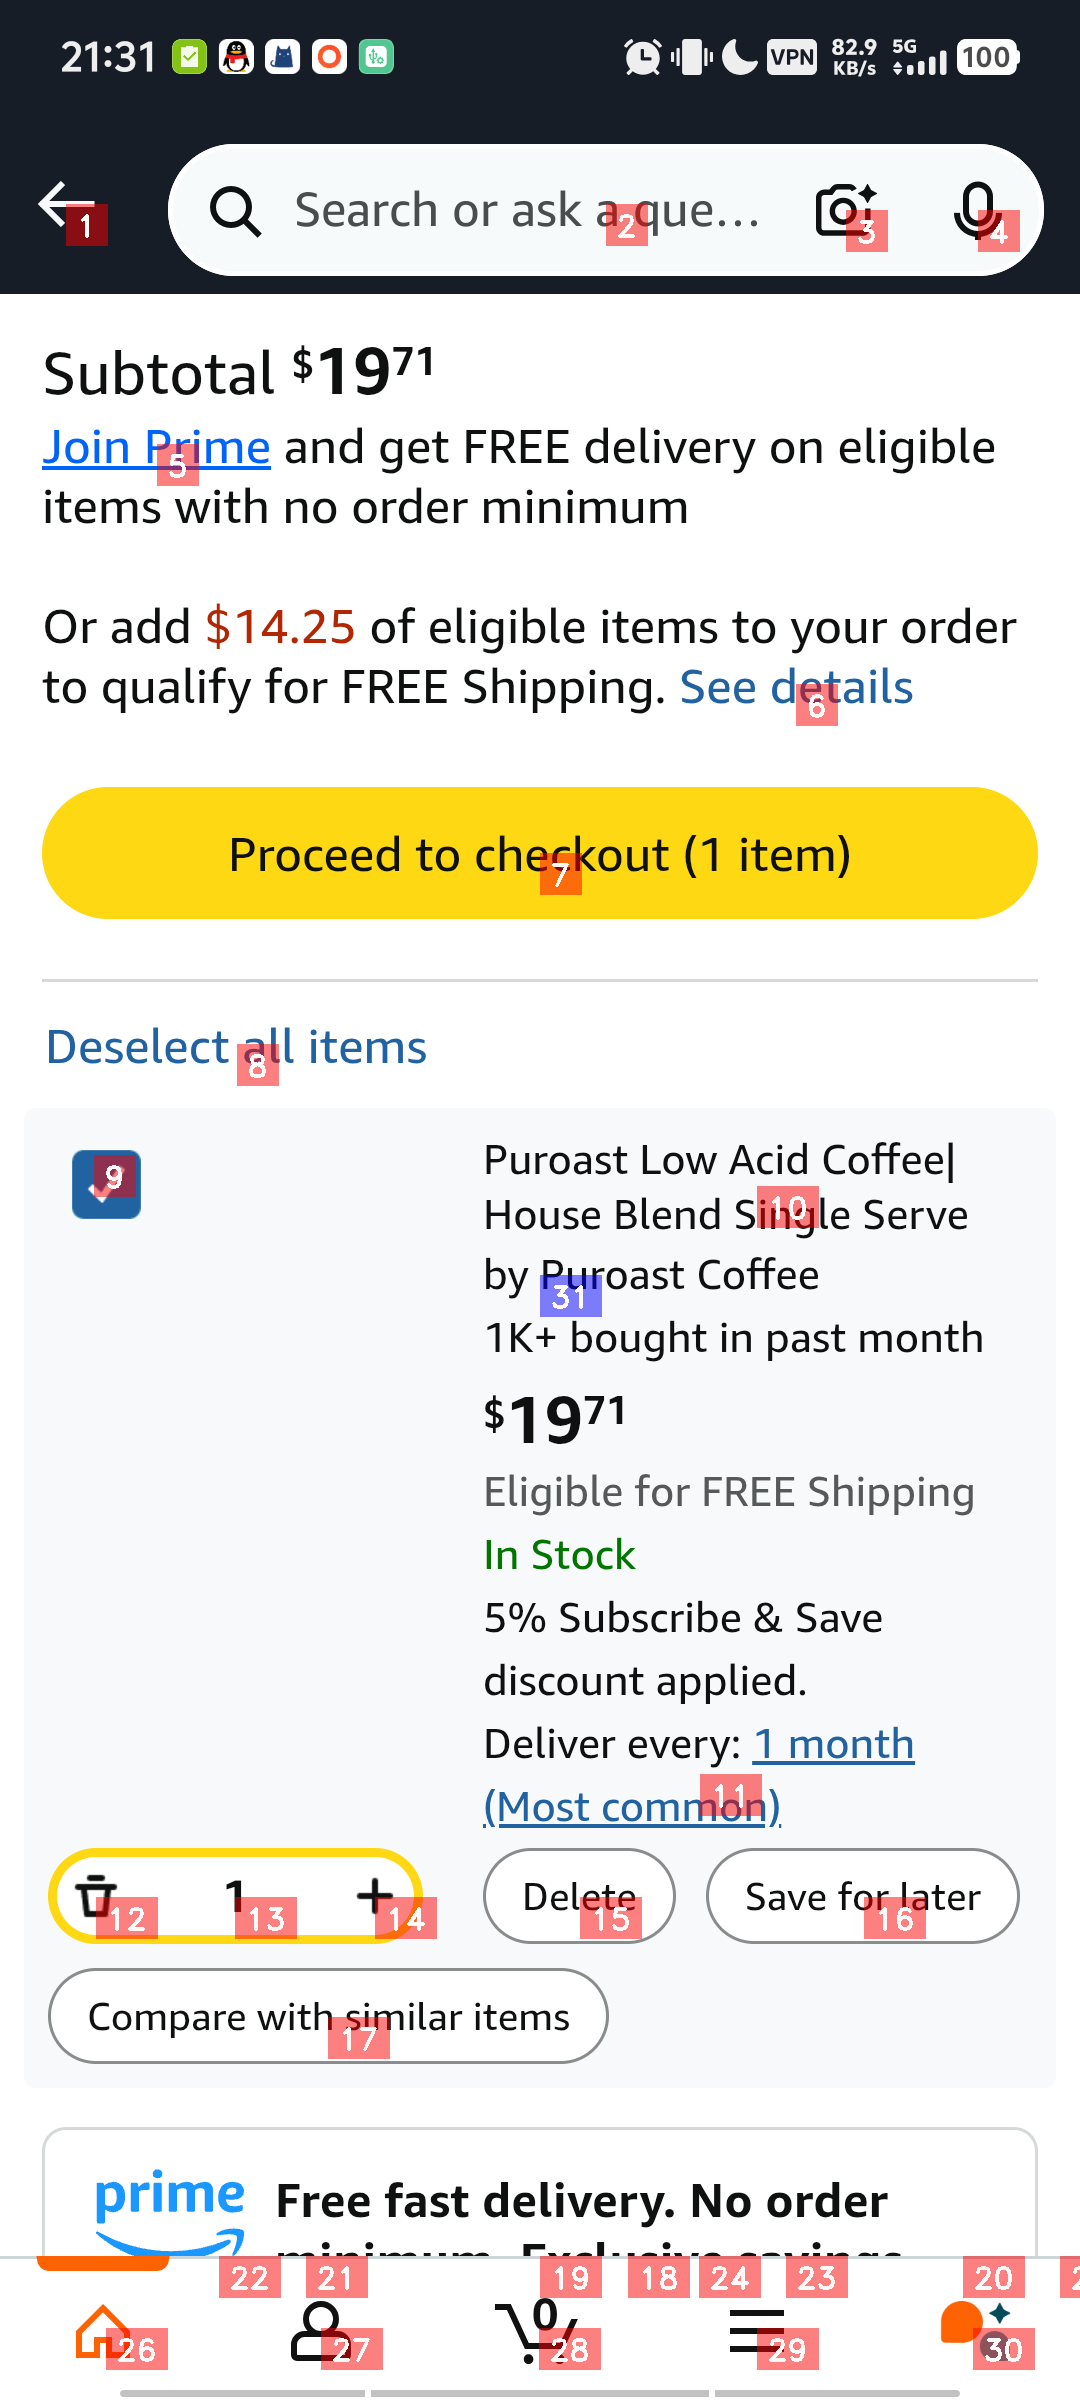 21:31
VPN
82.9
KB/s
5G
100
1
Search or ask a que...
2
3
4
Subtotal $19 71
Join Prime and get FREE delivery on eligible
5
items with no order minimum
Or add $14.25 of eligible items to your order
to qualify for FREE Shipping. See details
6
Proceed to checkout (1 item)
7
Deselect all items
8
9
Puroast Low Acid Coffee|
House Blend Single Serve
10
by Puroast Coffee
31
1K+ bought in past month
$19 71
Eligible for FREE Shipping
In Stock
5% Subscribe & Save
discount applied.
Deliver every: 1 month
(Most common)
11
1
Delete
Save for later
12
13
14
15
16
Compare with similar items
17
prime
Free fast delivery. No order
minimum. Exclusive savings
22
21
19
18
24
23
20
0
26
27
28
29
30